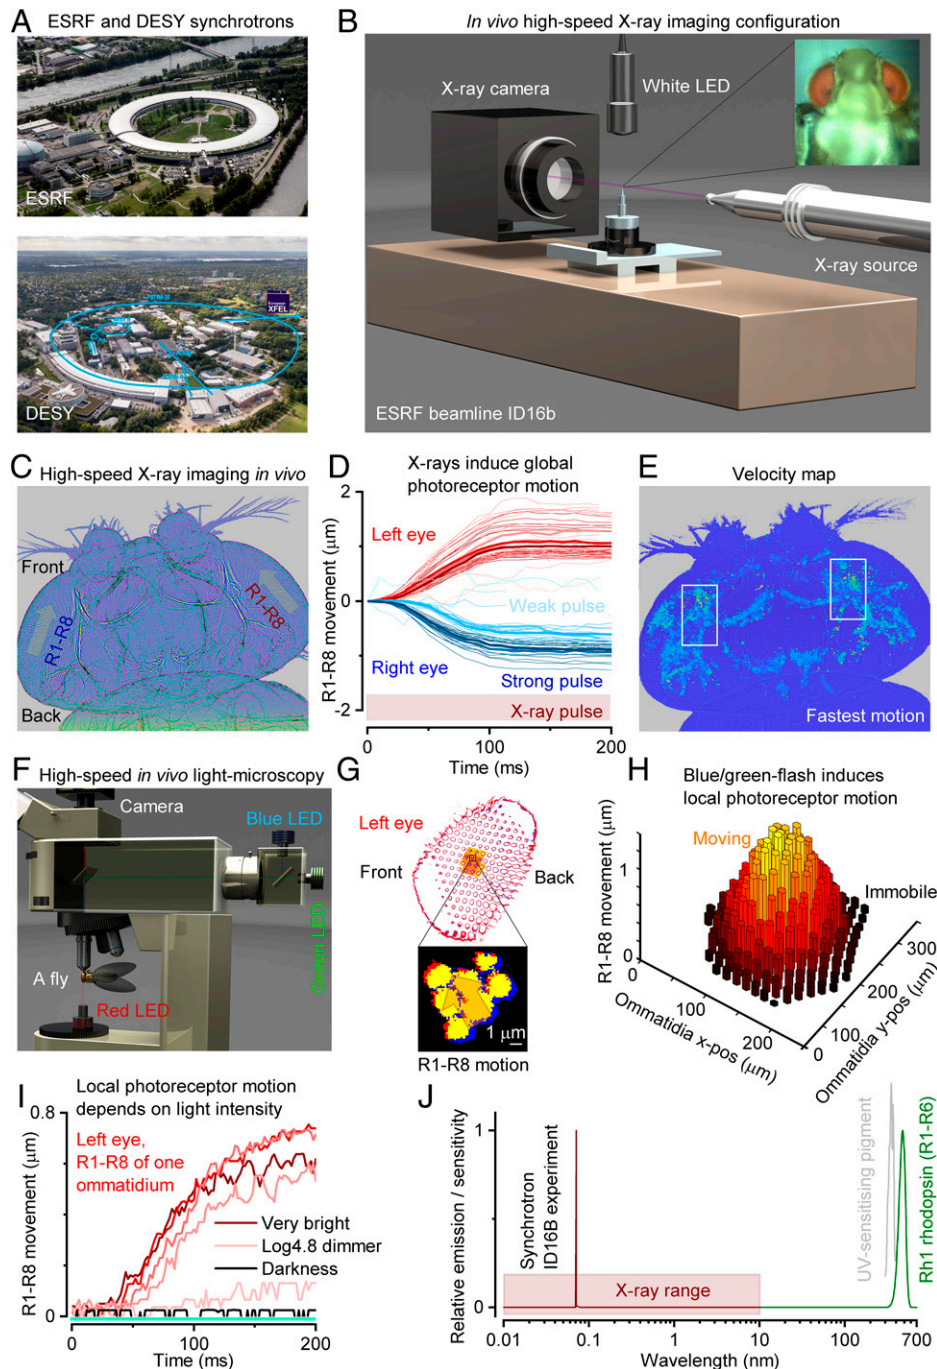 A ESRF and DESY synchrotrons
ESRF
European
XFEL
DESY
B In vivo high-speed X-ray imaging configuration
White LED
X-ray camera
X-ray source
ESRF beamline ID16b
C High-speed X-ray imaging in vivo
Front
R1-R8
R1-R8
Back
D X-rays induce global
photoreceptor motion
R1-R8 movement (μm)
2
0
-2
Left eye
Weak pulse
Right eye
Strong pulse
X-ray pulse
0
100
200
Time (ms)
E Velocity map
Fastest motion
F High-speed in vivo light-microscopy
Camera
Blue LED
Green LED
A fly
Red LED
G
Left eye
Front
Back
1 μm
R1-R8 motion
H Blue/green-flash induces
local photoreceptor motion
R1-R8 movement (μm)
1
0
Moving
Immobile
0
100
200
Ommatidia x-pos (μm)
0
100
200
300
Ommatidia y-pos (μm)
I Local photoreceptor motion
depends on light intensity
R1-R8 movement (μm)
0.8
0
Left eye,
R1-R8 of one
ommatidium
Very bright
Log4.8 dimmer
Darkness
0
100
200
Time (ms)
J
Relative emission / sensitivity
1
0
Synchrotron
ID16B experiment
X-ray range
UV-sensitising pigment
Rh1 rhodopsin (R1-R6)
0.01
0.1
1
10
100
700
Wavelength (nm)